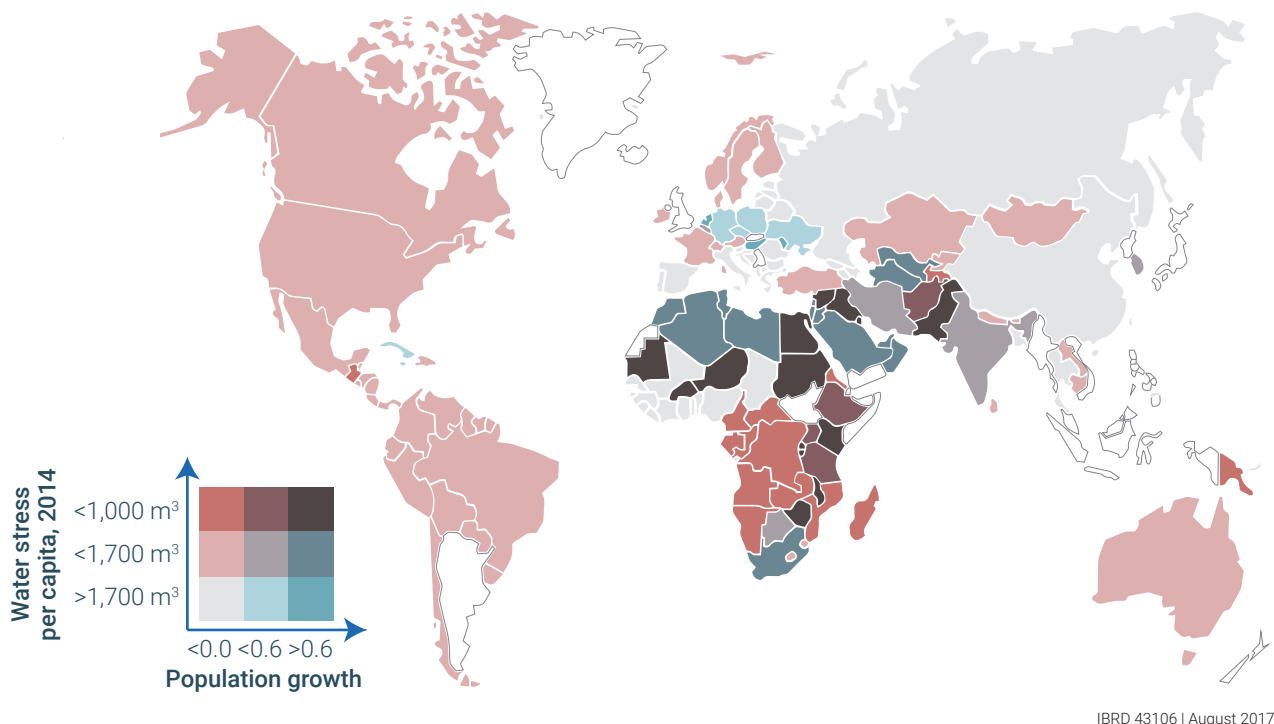 Water stress
per capita, 2014
<1,000 m³
<1,700 m³
>1,700 m³
<0.0 <0.6 >0.6
Population growth
IBRD 43106 | August 2017